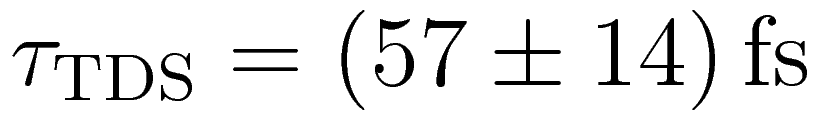 τ_TDS = (57 ± 14) fs